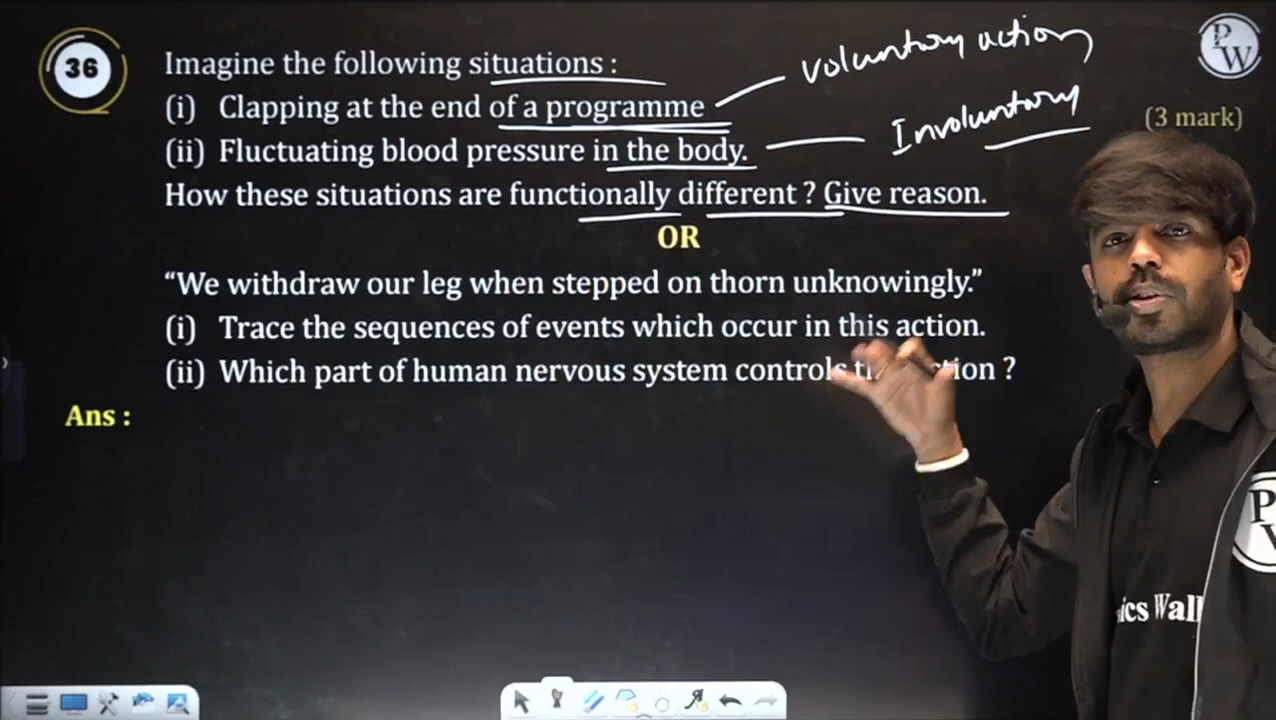 36
Imagine the following situations :
voluntary action
P
W
(i) Clapping at the end of a programme
Involuntary
(3 mark)
(ii) Fluctuating blood pressure in the body.
How these situations are functionally different ? Give reason.
OR
“We withdraw our leg when stepped on thorn unknowingly.”
(i) Trace the sequences of events which occur in this action.
(ii) Which part of human nervous system controls
Ans :
P
ics Wall